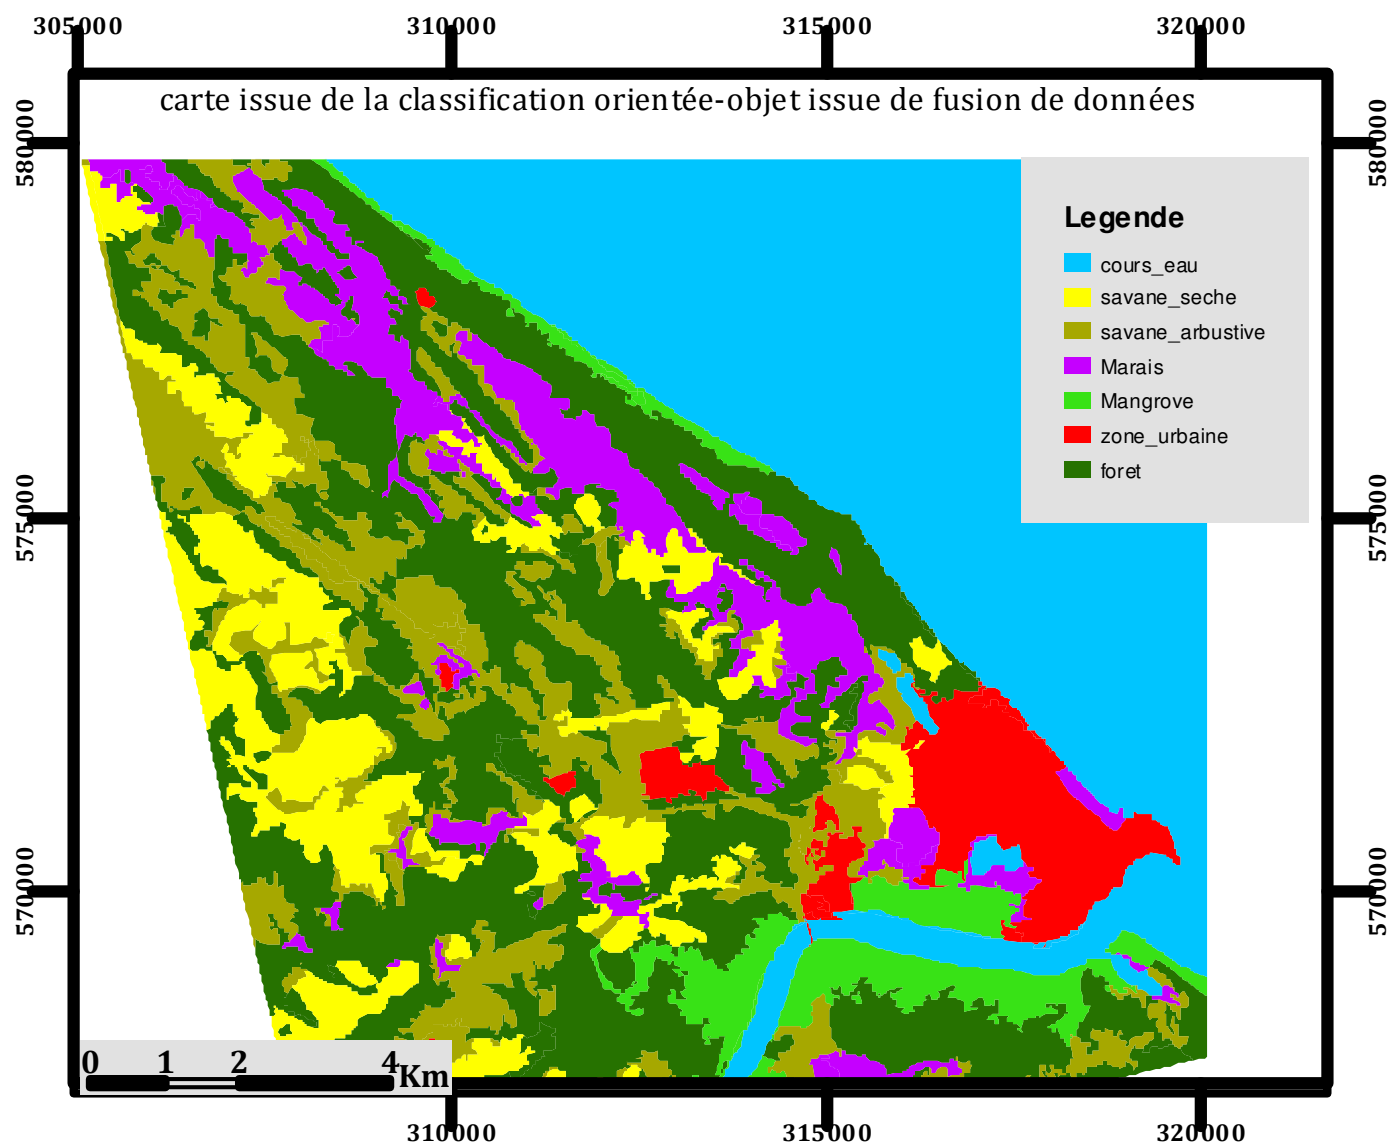 305000 310000 315000 320000
carte issue de la classification orientée-objet issue de fusion de données
580000 580000
Legende
cours_eau
savane_seche
savane_arbustive
Marais
Mangrove
zone_urbaine
foret
575000 575000
570000 570000
0 1 2 4 Km
310000 315000 320000